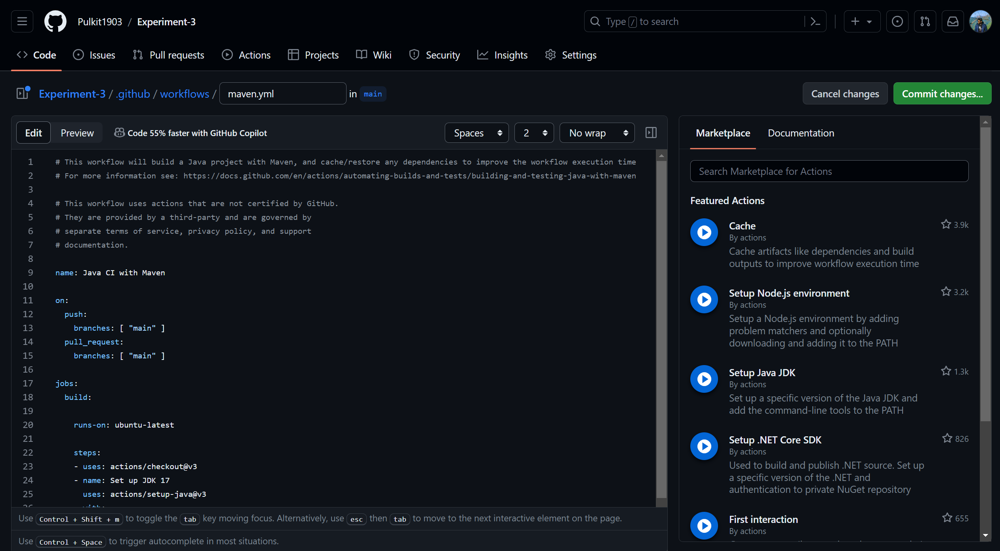 Pulkit1903 / Experiment-3
Type / to search
Code
Issues
Pull requests
Actions
Projects
Wiki
Security
Insights
Settings
Experiment-3 / .github / workflows / maven.yml in main
Cancel changes
Commit changes...
Edit
Preview
Code 55% faster with GitHub Copilot
Spaces
2
No wrap
1 # This workflow will build a Java project with Maven, and cache/restore any dependencies to improve the workflow execution time
2 # For more information see: https://docs.github.com/en/actions/automating-builds-and-tests/building-and-testing-java-with-maven
3
4 # This workflow uses actions that are not certified by GitHub.
5 # They are provided by a third-party and are governed by
6 # separate terms of service, privacy policy, and support
7 # documentation.
8
9 name: Java CI with Maven
10
11 on:
12   push:
13     branches: [ "main" ]
14   pull_request:
15     branches: [ "main" ]
16
17 jobs:
18   build:
19
20     runs-on: ubuntu-latest
21
22     steps:
23     - uses: actions/checkout@v3
24     - name: Set up JDK 17
25       uses: actions/setup-java@v3
26       with:
Use Control + Shift + m to toggle the tab key moving focus. Alternatively, use esc then tab to move to the next interactive element on the page.
Use Control + Space to trigger autocomplete in most situations.
Marketplace
Documentation
Search Marketplace for Actions
Featured Actions
Cache
3.9k
By actions
Cache artifacts like dependencies and build
outputs to improve workflow execution time
Setup Node.js environment
3.2k
By actions
Setup a Node.js environment by adding
problem matchers and optionally
downloading and adding it to the PATH
Setup Java JDK
1.3k
By actions
Set up a specific version of the Java JDK and
add the command-line tools to the PATH
Setup .NET Core SDK
826
By actions
Used to build and publish .NET source. Set up
a specific version of the .NET and
authentication to private NuGet repository
First interaction
655
By actions